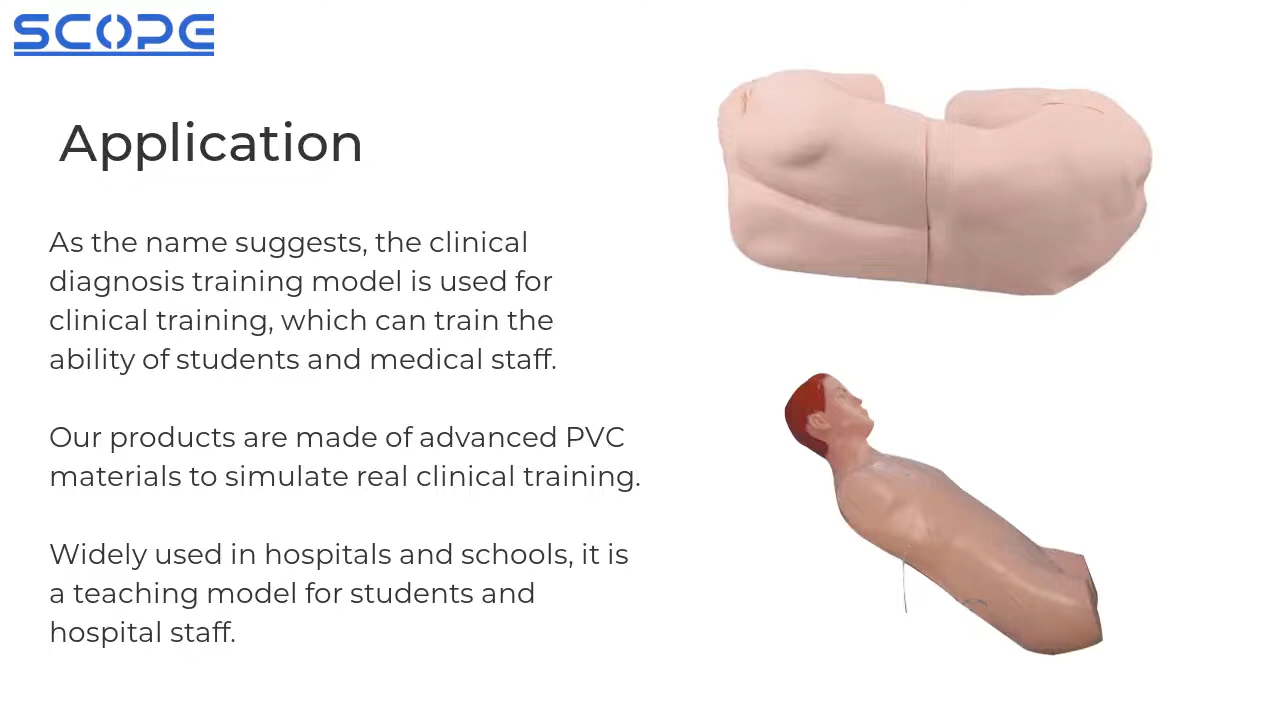 SCOPE
Application
As the name suggests, the clinical
diagnosis training model is used for
clinical training, which can train the
ability of students and medical staff.
Our products are made of advanced PVC
materials to simulate real clinical training.
Widely used in hospitals and schools, it is
a teaching model for students and
hospital staff.